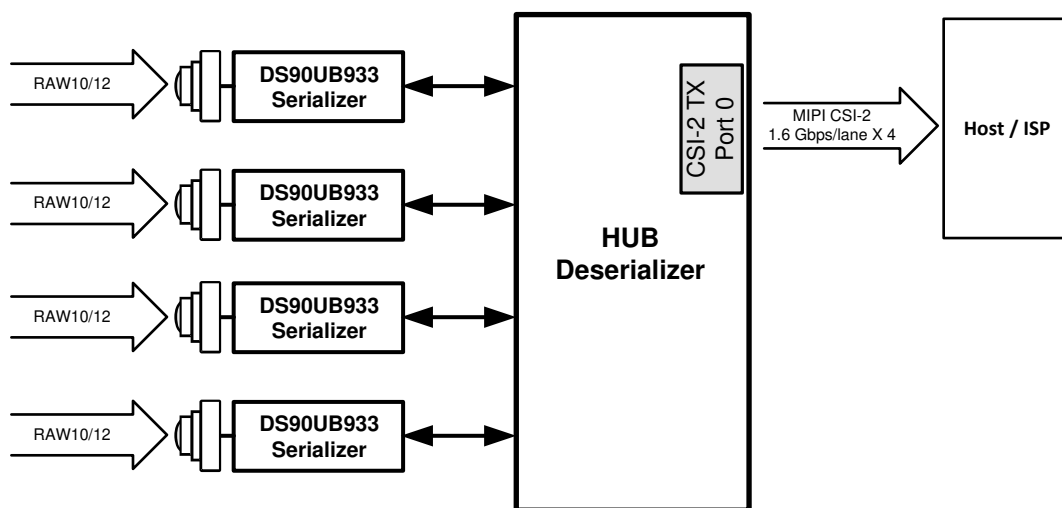 RAW10/12
DS90UB933
Serializer
RAW10/12
DS90UB933
Serializer
RAW10/12
DS90UB933
Serializer
RAW10/12
DS90UB933
Serializer
HUB
Deserializer
CSI-2 TX
Port 0
MIPI CSI-2
1.6 Gbps/lane X 4
Host / ISP